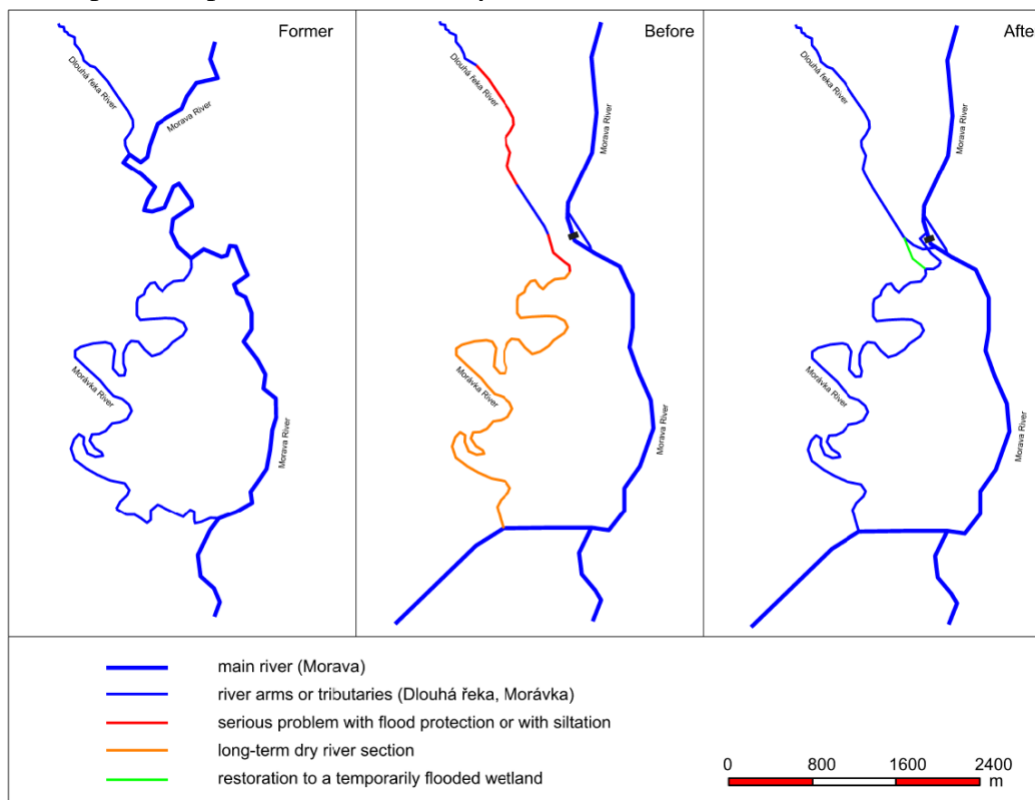 Former
Dlouhá řeka River
Morava River
Morávka River
Morava River
Before
Dlouhá řeka River
Morava River
Morávka River
Morava River
After
Dlouhá řeka River
Morava River
Morávka River
Morava River
main river (Morava)
river arms or tributaries (Dlouhá řeka, Morávka)
serious problem with flood protection or with siltation
long-term dry river section
restoration to a temporarily flooded wetland
0 800 1600 2400
m